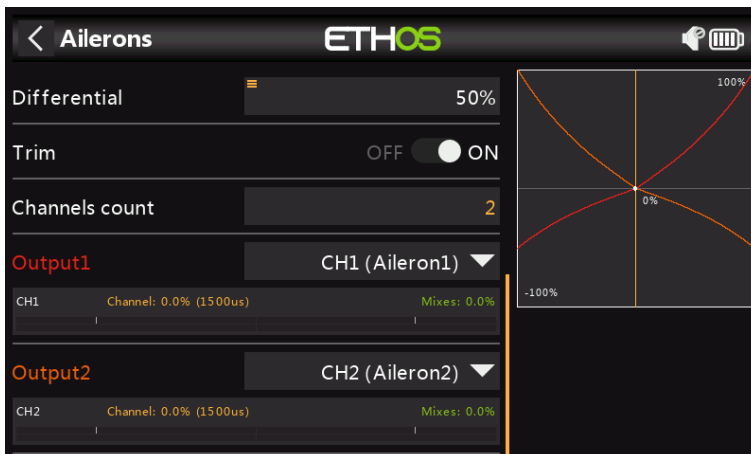 Ailerons
ETHOS
Differential
50%
Trim
OFF ON
Channels count
2
Output1
CH1 (Aileron1)
CH1 Channel: 0.0% (1500us) Mixes: 0.0%
Output2
CH2 (Aileron2)
CH2 Channel: 0.0% (1500us) Mixes: 0.0%
100%
0%
-100%